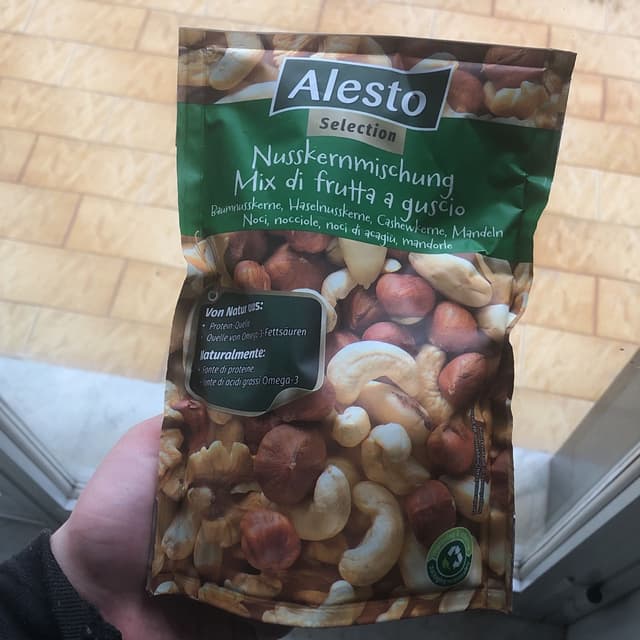 Alesto
Selection
Nusskernmischung
Mix di frutta a guscio
Baumnusskerne, Haselnusskerne, Cashewkerne, Mandeln
Noci, nocciole, noci di acagiù, mandorle
Von Natur aus:
• Protein-Quelle
Quelle von Omega-3-Fettsäuren
Naturalmente:
• Fonte di proteine
Fonte di acidi grassi Omega-3